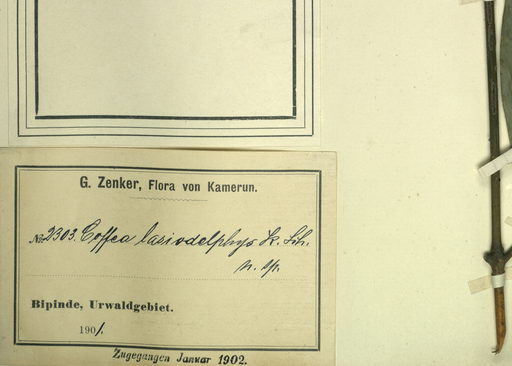 G. Zenker, Flora von Kamerun.
No. 2303. Coffea lasiodelphys K. Sch.
n. sp.
Bipinde, Urwaldgebiet.
1901.
Zugegangen Januar 1902.